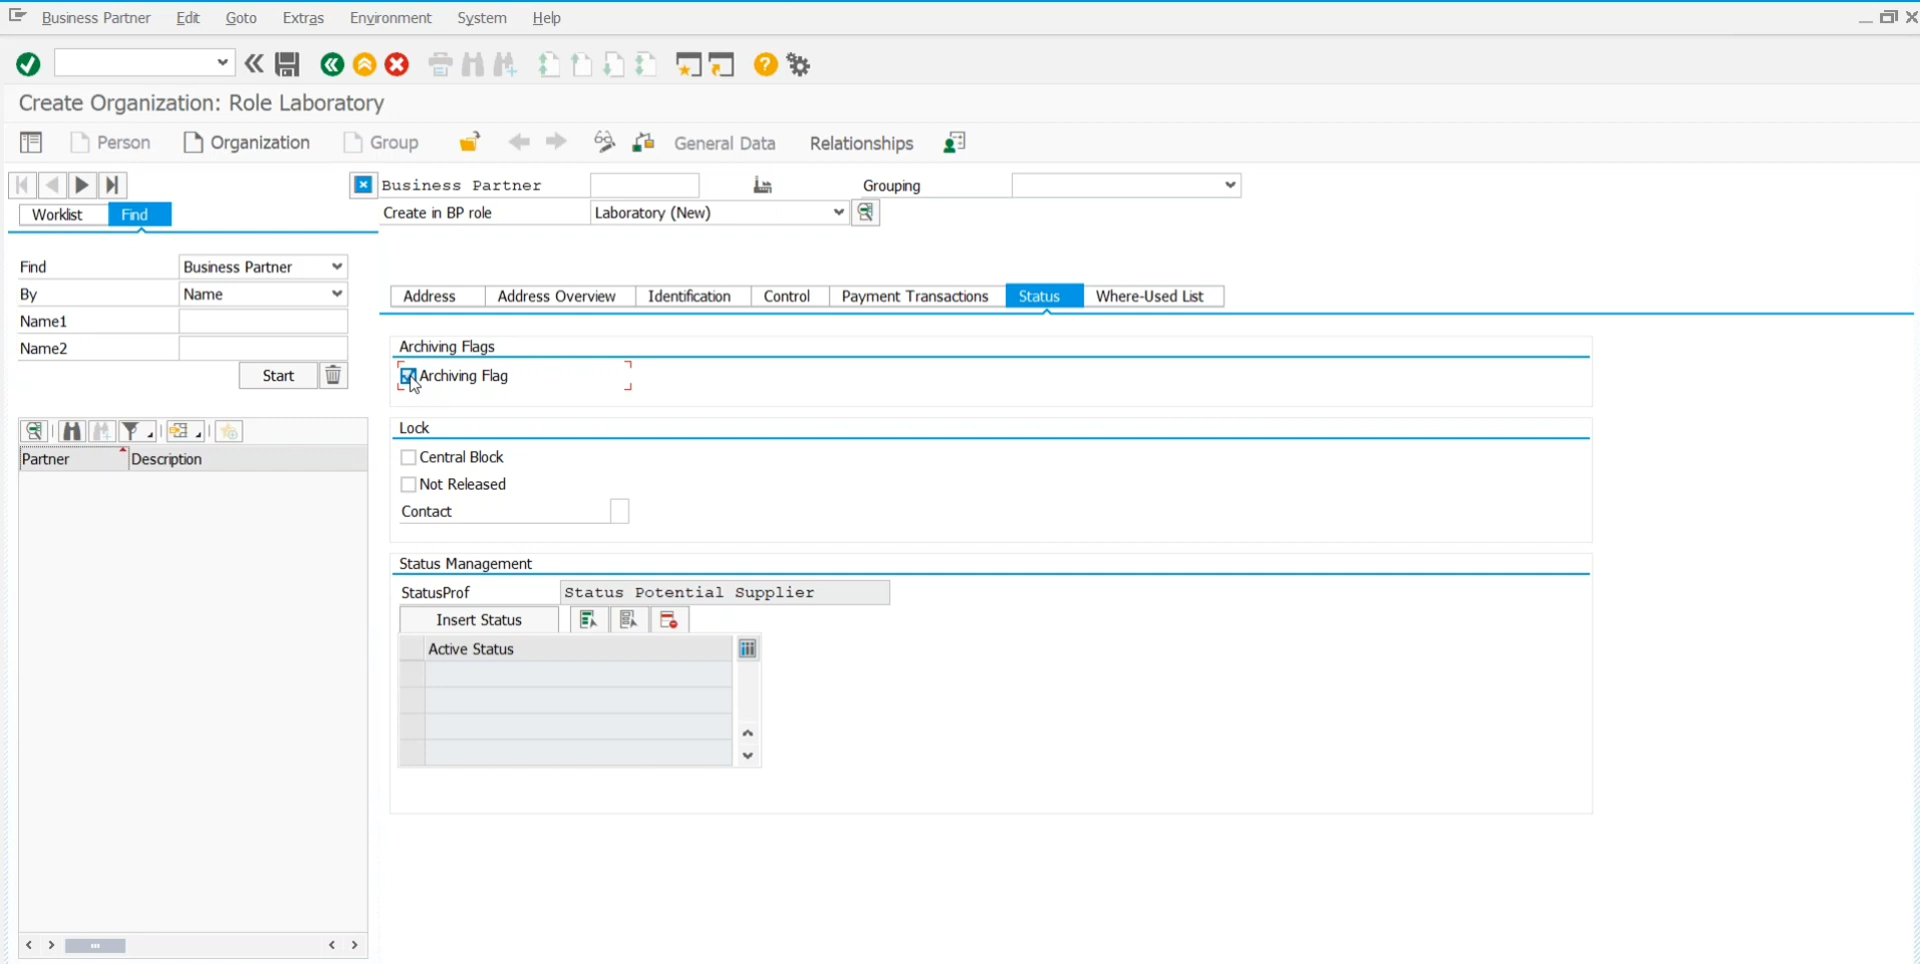 Business Partner Edit Goto Extras Environment System Help
Create Organization: Role Laboratory
Person Organization Group General Data Relationships
Business Partner Grouping
Worklist Find
Create in BP role Laboratory (New)
Find Business Partner
By Name
Name1
Name2
Start
Partner Description
Address Address Overview Identification Control Payment Transactions Status Where-Used List
Archiving Flags
Archiving Flag
Lock
Central Block
Not Released
Contact
Status Management
StatusProf Status Potential Supplier
Insert Status
Active Status